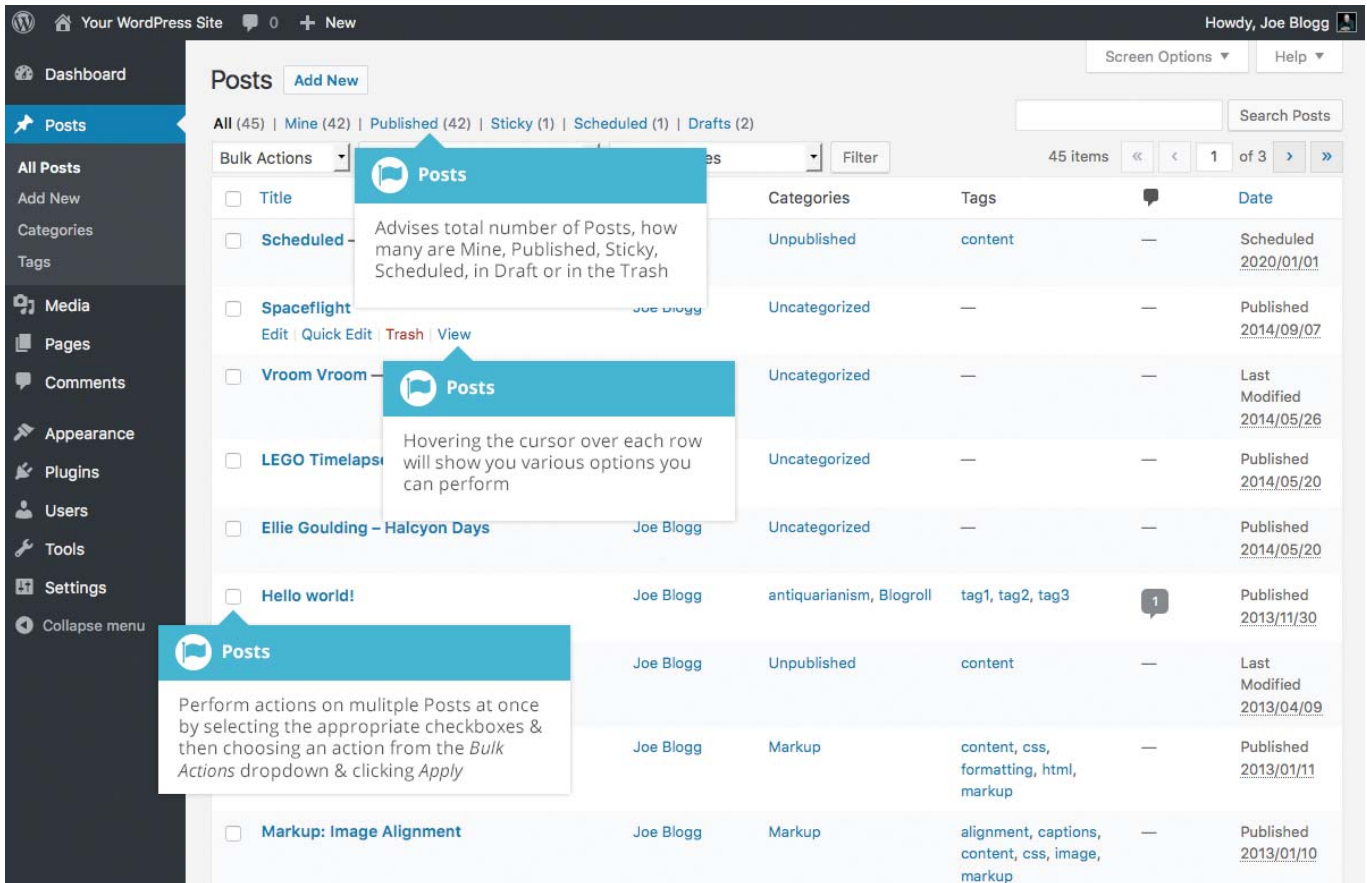 Your WordPress Site 0 + New Howdy, Joe Blogg
Dashboard
Posts
All Posts
Add New
Categories
Tags
Media
Pages
Comments
Appearance
Plugins
Users
Tools
Settings
Collapse menu
Screen Options Help
Posts Add New
All (45) | Mine (42) | Published (42) | Sticky (1) | Scheduled (1) | Drafts (2)
Search Posts
Bulk Actions Filter 45 items « ‹ 1 of 3 › »
Title Categories Tags Date
Scheduled – Unpublished content — Scheduled
2020/01/01
Spaceflight Joe Blogg Uncategorized — — Published
2014/09/07
Edit | Quick Edit | Trash | View
Vroom Vroom — Uncategorized — — Last
Modified
2014/05/26
LEGO Timelapse Uncategorized — — Published
2014/05/20
Ellie Goulding – Halcyon Days Joe Blogg Uncategorized — — Published
2014/05/20
Hello world! Joe Blogg antiquarianism, Blogroll tag1, tag2, tag3 1 Published
2013/11/30
Joe Blogg Unpublished content — Last
Modified
2013/04/09
Joe Blogg Markup content, css, — Published
formatting, html, 2013/01/11
markup
Markup: Image Alignment Joe Blogg Markup alignment, captions, — Published
content, css, image, 2013/01/10
markup
Posts
Advises total number of Posts, how
many are Mine, Published, Sticky,
Scheduled, in Draft or in the Trash
Posts
Hovering the cursor over each row
will show you various options you
can perform
Posts
Perform actions on mulitple Posts at once
by selecting the appropriate checkboxes &
then choosing an action from the Bulk
Actions dropdown & clicking Apply